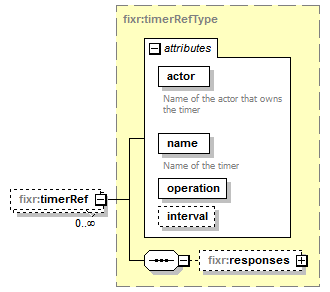 fixr:timerRefType
attributes
actor
Name of the actor that owns
the timer
name
Name of the timer
operation
interval
fixr:timerRef
0..∞
fixr:responses